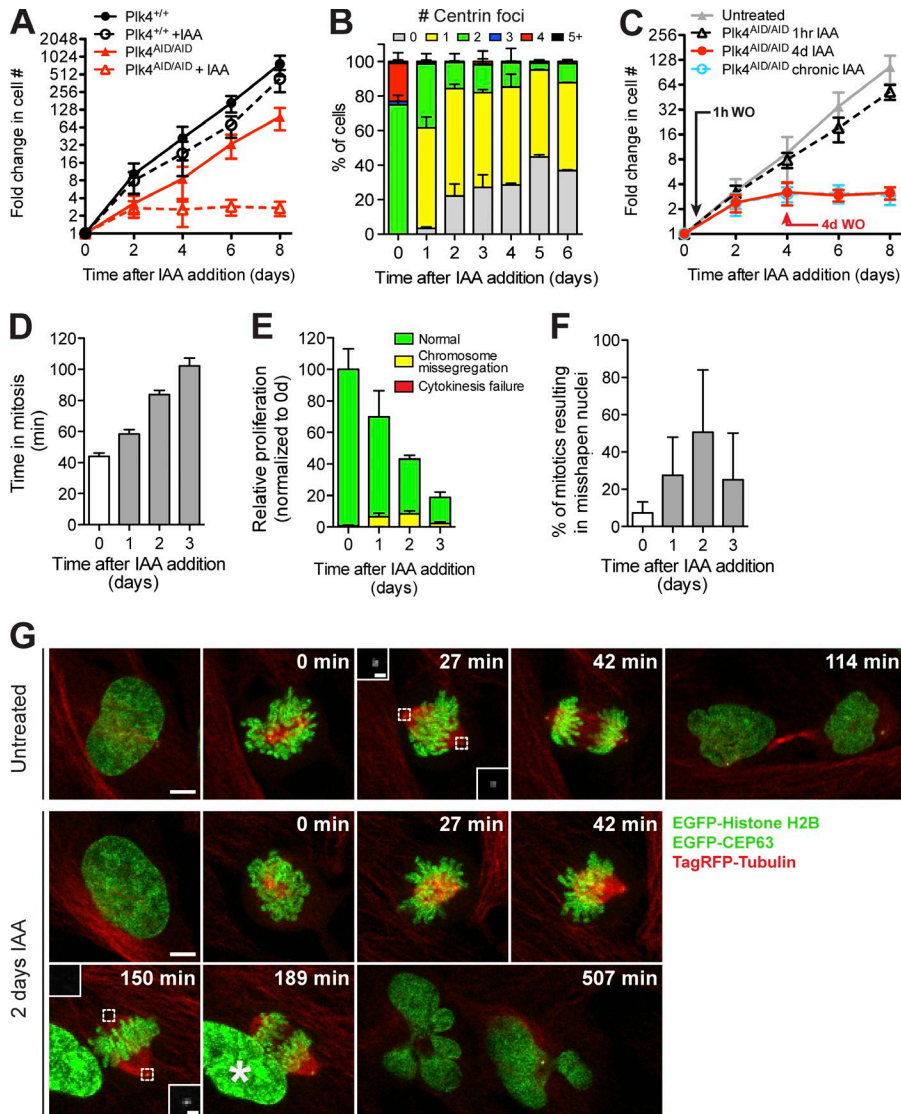 A
Plk4+/+
Plk4+/+ +IAA
Plk4AID/AID
Plk4AID/AID + IAA
Fold change in cell #
2048
1024
512
256
128
64
32
16
8
4
2
1
0 2 4 6 8
Time after IAA addition (days)
B
# Centrin foci
0 1 2 3 4 5+
% of cells
100
80
60
40
20
0
0 1 2 3 4 5 6
Time after IAA addition (days)
C
Untreated
Plk4AID/AID 1hr IAA
Plk4AID/AID 4d IAA
Plk4AID/AID chronic IAA
Fold change in cell #
256
128
64
32
16
8
4
2
1
1h WO
4d WO
0 2 4 6 8
Time after IAA addition (days)
D
Time in mitosis
(min)
120
100
80
60
40
20
0
0 1 2 3
Time after IAA addition
(days)
E
Normal
Chromosome
missegregation
Cytokinesis failure
Relative proliferation
(normalized to 0d)
120
100
80
60
40
20
0
0 1 2 3
Time after IAA addition
(days)
F
% of mitotics resulting
in misshapen nuclei
100
80
60
40
20
0
0 1 2 3
Time after IAA addition
(days)
G
Untreated
0 min
27 min
42 min
114 min
2 days IAA
0 min
27 min
42 min
EGFP-Histone H2B
EGFP-CEP63
TagRFP-Tubulin
150 min
189 min
507 min
*